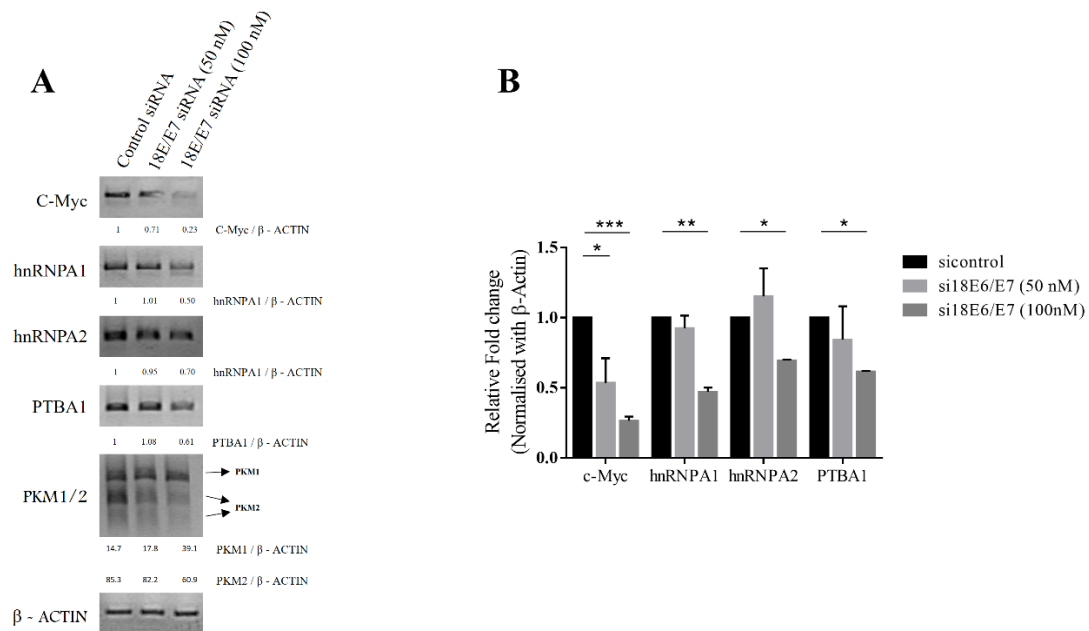 A
Control siRNA
18E/E7 siRNA (50 nM)
18E/E7 siRNA (100 nM)
C-Myc
1 0.71 0.23 C-Myc / β - ACTIN
hnRNPA1
1 1.01 0.50 hnRNPA1 / β - ACTIN
hnRNPA2
1 0.95 0.70 hnRNPA1 / β - ACTIN
PTBA1
1 1.08 0.61 PTBA1 / β - ACTIN
PKM1/2
PKM1
PKM2
14.7 17.8 39.1 PKM1 / β - ACTIN
85.3 82.2 60.9 PKM2 / β - ACTIN
β - ACTIN
B
Relative Fold change
(Normalised with β-Actin)
1.5
1.0
0.5
0.0
***
*
**
*
*
c-Myc hnRNPA1 hnRNPA2 PTBA1
sicontrol
si18E6/E7 (50 nM)
si18E6/E7 (100nM)